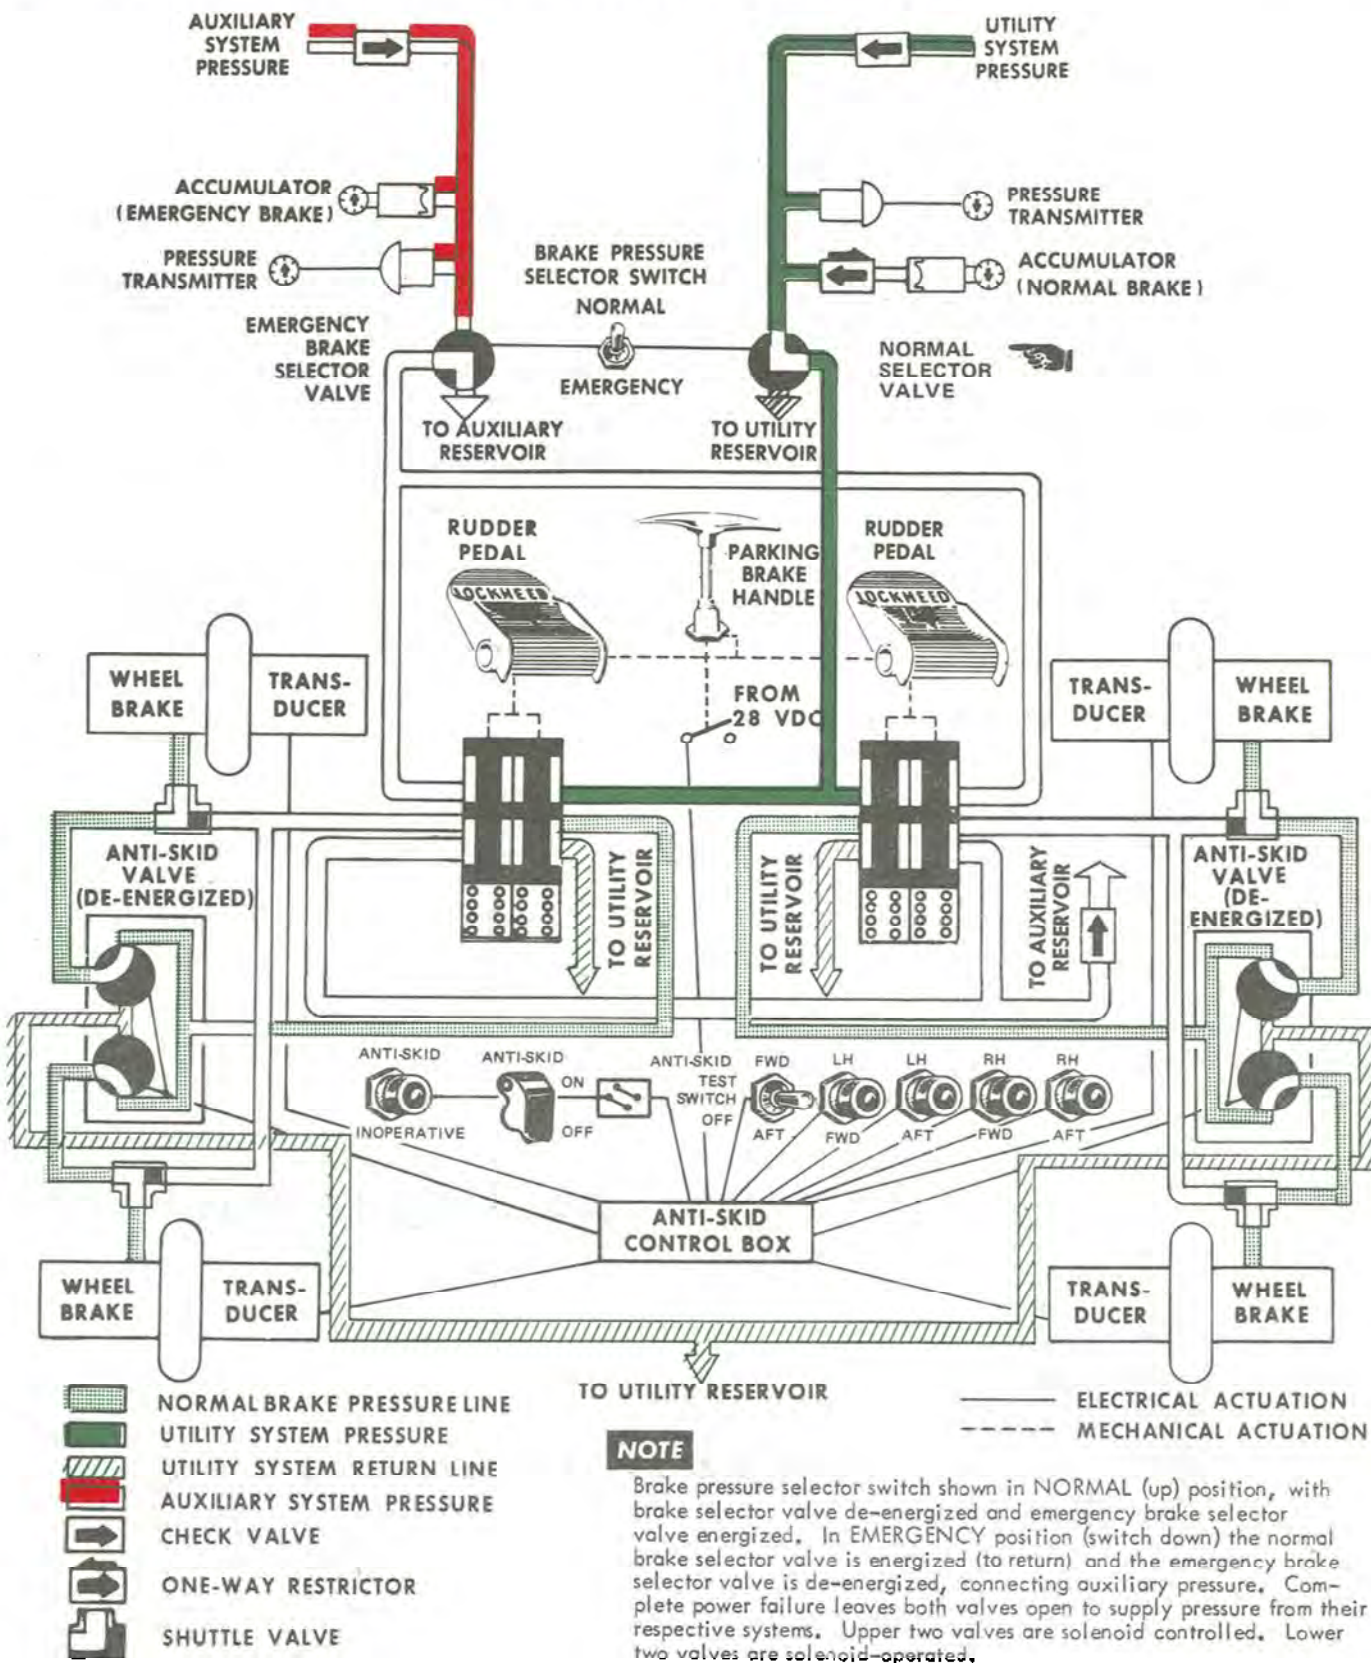 AUXILIARY
SYSTEM
PRESSURE
UTILITY
SYSTEM
PRESSURE
ACCUMULATOR
(EMERGENCY BRAKE)
PRESSURE
TRANSMITTER
BRAKE PRESSURE
SELECTOR SWITCH
NORMAL
EMERGENCY
PRESSURE
TRANSMITTER
ACCUMULATOR
(NORMAL BRAKE)
EMERGENCY
BRAKE
SELECTOR
VALVE
NORMAL
SELECTOR
VALVE
TO AUXILIARY
RESERVOIR
TO UTILITY
RESERVOIR
RUDDER
PEDAL
LOCKHEED
PARKING
BRAKE
HANDLE
RUDDER
PEDAL
LOCKHEED
FROM
28 VDC
WHEEL
BRAKE
TRANS-
DUCER
TRANS-
DUCER
WHEEL
BRAKE
ANTI-SKID
VALVE
(DE-ENERGIZED)
TO UTILITY
RESERVOIR
TO UTILITY
RESERVOIR
TO AUXILIARY
RESERVOIR
ANTI-SKID
VALVE
(DE-
ENERGIZED)
ANTI-SKID
INOPERATIVE
ANTI-SKID
ON
OFF
ANTI-SKID
TEST
SWITCH
OFF
FWD
AFT
LH
FWD
LH
AFT
RH
FWD
RH
AFT
ANTI-SKID
CONTROL BOX
WHEEL
BRAKE
TRANS-
DUCER
TRANS-
DUCER
WHEEL
BRAKE
TO UTILITY RESERVOIR
NORMAL BRAKE PRESSURE LINE
UTILITY SYSTEM PRESSURE
UTILITY SYSTEM RETURN LINE
AUXILIARY SYSTEM PRESSURE
CHECK VALVE
ONE-WAY RESTRICTOR
SHUTTLE VALVE
ELECTRICAL ACTUATION
MECHANICAL ACTUATION
NOTE
Brake pressure selector switch shown in NORMAL (up) position, with
brake selector valve de-energized and emergency brake selector
valve energized. In EMERGENCY position (switch down) the normal
brake selector valve is energized (to return) and the emergency brake
selector valve is de-energized, connecting auxiliary pressure. Com-
plete power failure leaves both valves open to supply pressure from their
respective systems. Upper two valves are solenoid controlled. Lower
two valves are solenoid-operated.